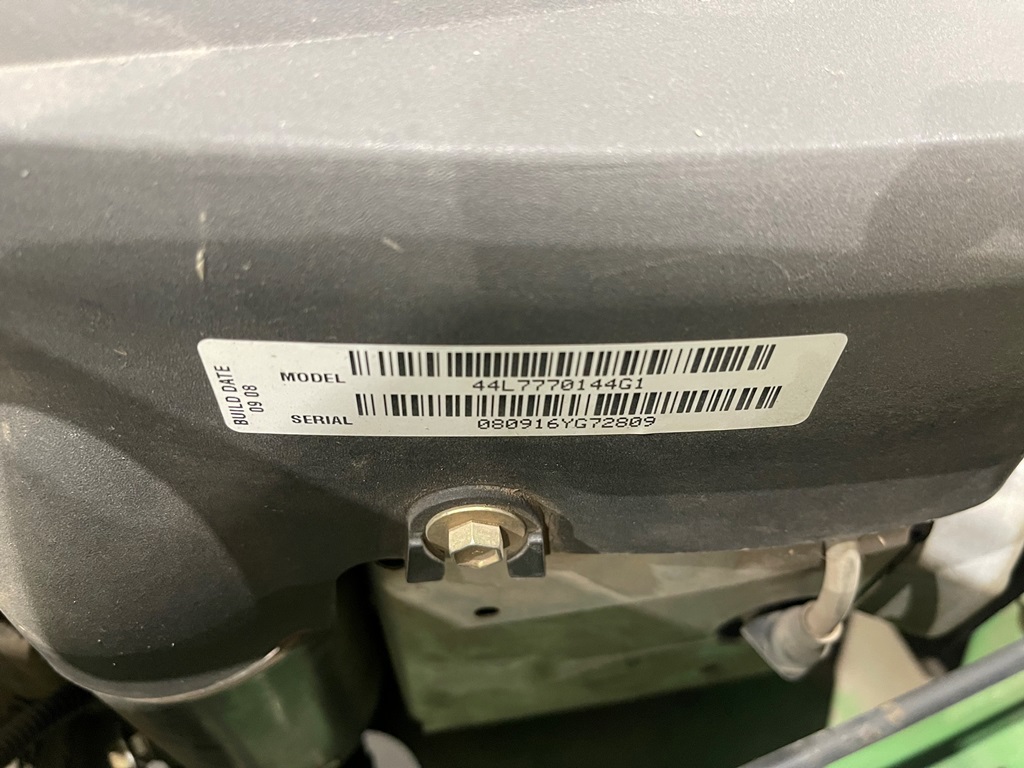 BUILD DATE
09 08
MODEL
44L7770144G1
SERIAL
080916YG72809